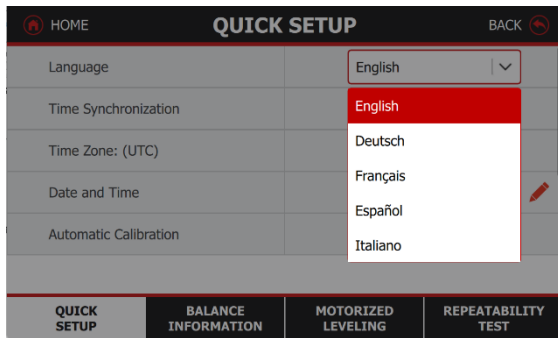 HOME
QUICK SETUP
BACK
Language
English
Time Synchronization
English
Time Zone: (UTC)
Deutsch
Français
Date and Time
Español
Automatic Calibration
Italiano
QUICK
SETUP
BALANCE
INFORMATION
MOTORIZED
LEVELING
REPEATABILITY
TEST